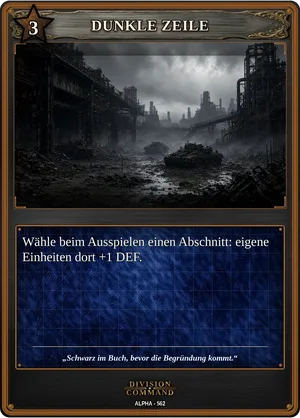 3
DUNKLE ZEILE
Wähle beim Ausspielen einen Abschnitt: eigene
Einheiten dort +1 DEF.
„Schwarz im Buch, bevor die Begründung kommt.“
DIVISION
COMMAND
ALPHA - 562